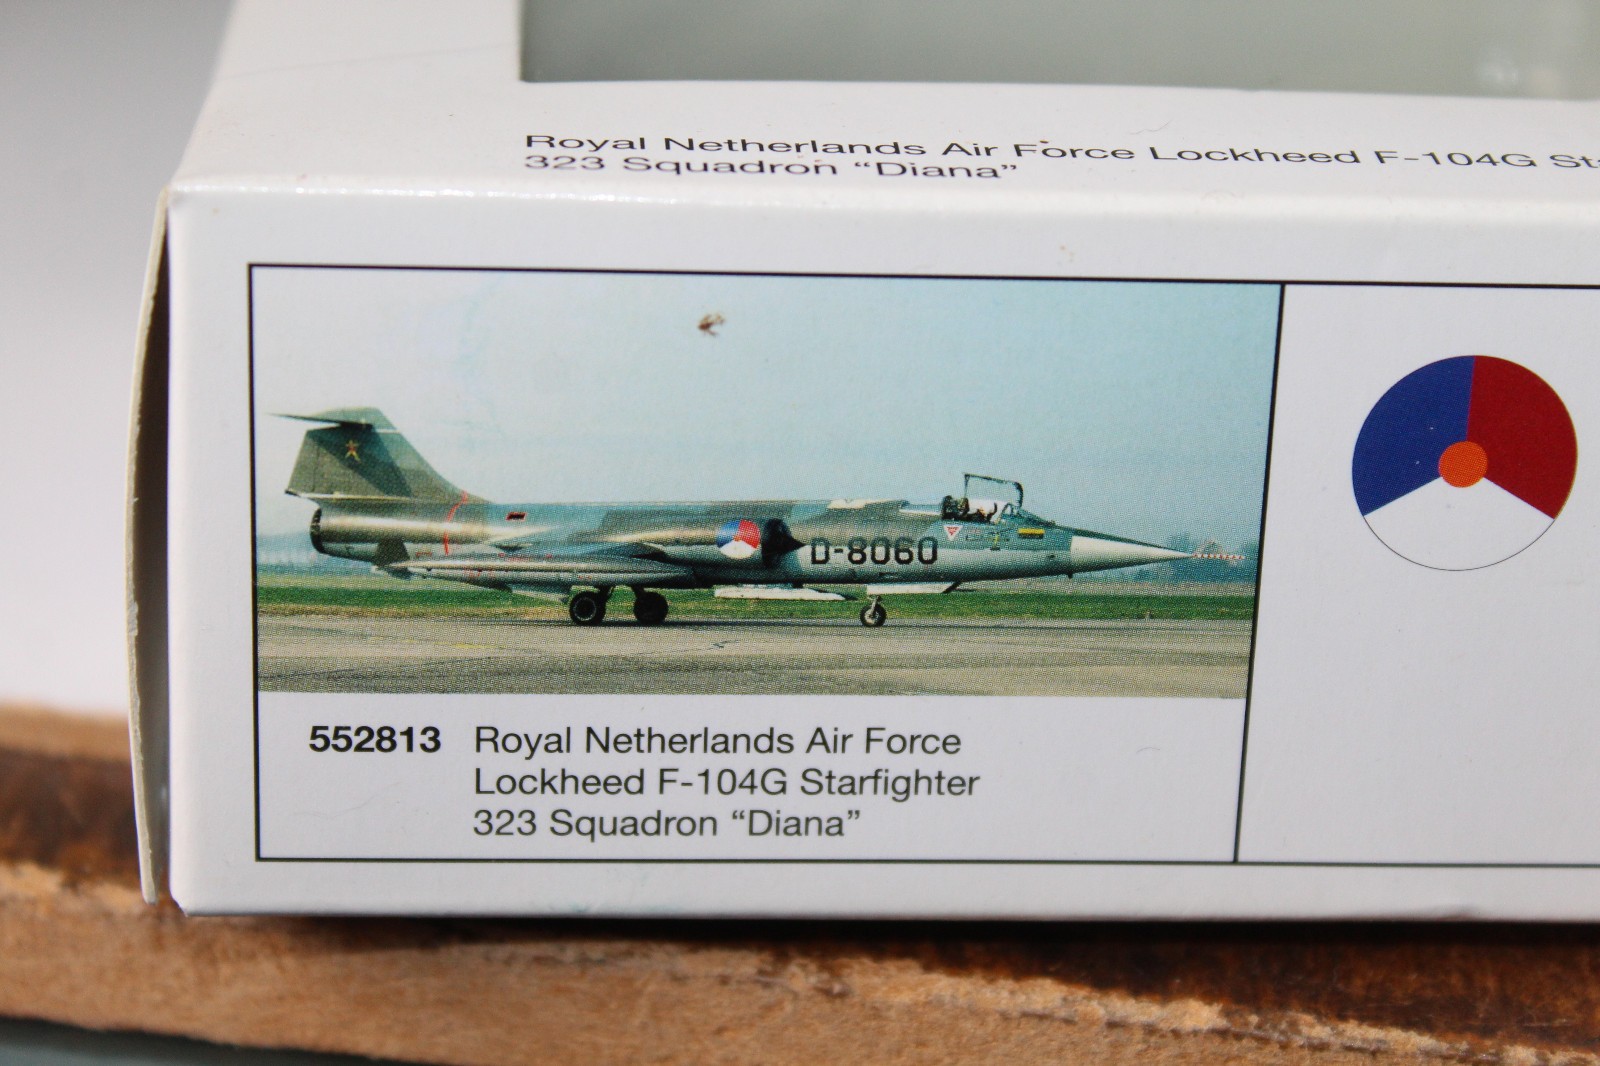 Royal Netherlands Air Force Lockheed F-104G
323 Squadron “Diana”
D-8060
552813 Royal Netherlands Air Force
Lockheed F-104G Starfighter
323 Squadron “Diana”